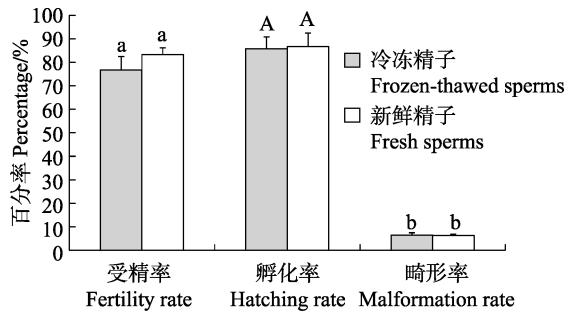 百分率 Percentage/%
100
90
80
70
60
50
40
30
20
10
0
a
a
A
A
b
b
冷冻精子
Frozen-thawed sperms
新鲜精子
Fresh sperms
受精率
孵化率
畸形率
Fertility rate
Hatching rate
Malformation rate